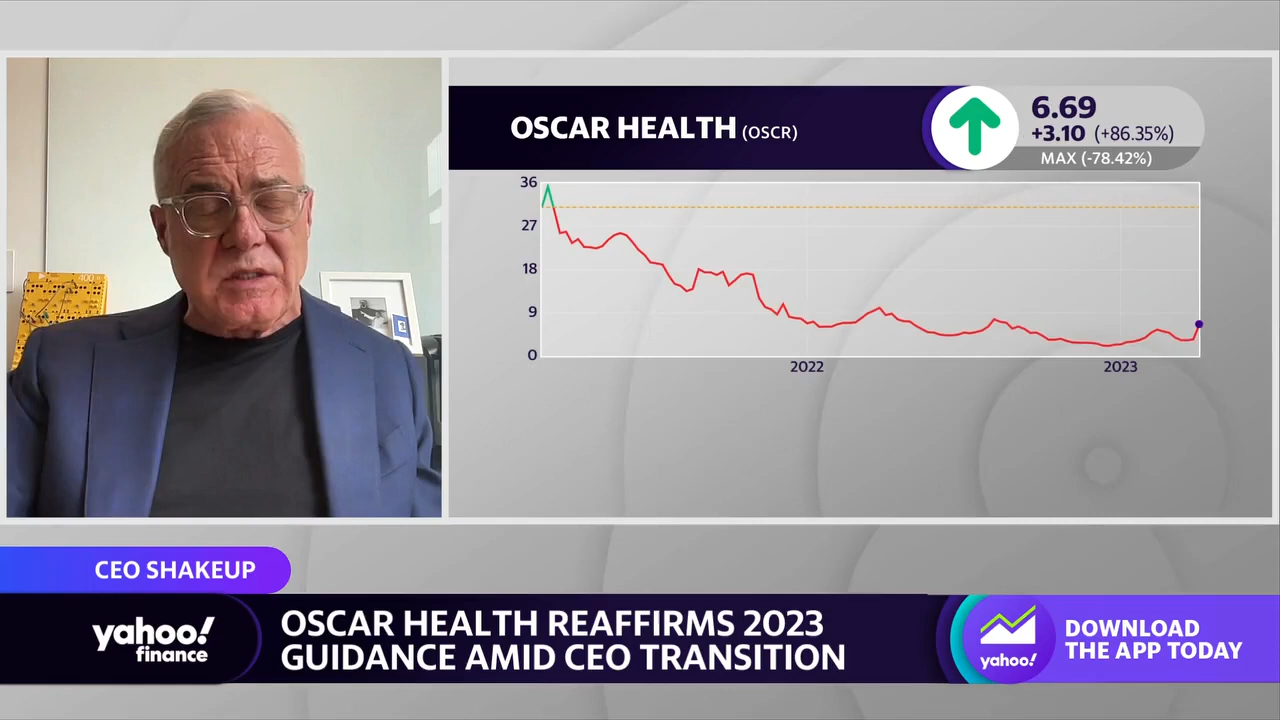 OSCAR HEALTH (OSCR)
6.69
+3.10 (+86.35%)
MAX (-78.42%)
36
27
18
9
0
2022
2023
400
CEO SHAKEUP
yahoo!
finance
OSCAR HEALTH REAFFIRMS 2023
GUIDANCE AMID CEO TRANSITION
yahoo!
DOWNLOAD
THE APP TODAY